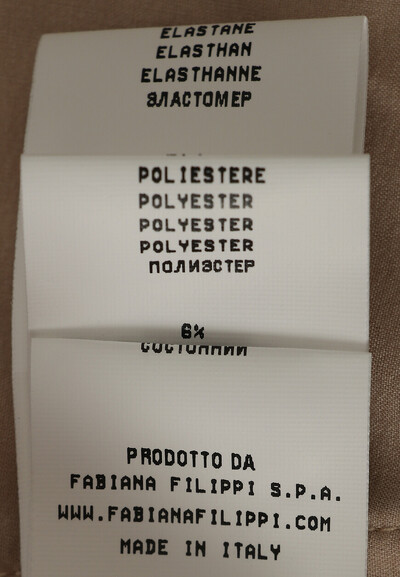 ELASTANE
ELASTHAN
ELASTHANNE
ЭЛАСТОМЕР
POLIESTERE
POLYESTER
POLYESTER
POLYESTER
ПОЛИЭСТЕР
6%
СОСТОЯНИИ
PRODOTTO DA
FABIANA FILIPPI S.P.A.
WWW.FABIANAFILIPPI.COM
MADE IN ITALY